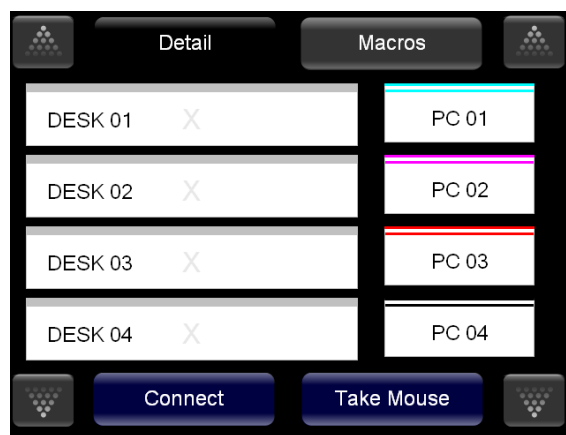 Detail
Macros
DESK 01 X
PC 01
DESK 02 X
PC 02
DESK 03 X
PC 03
DESK 04 X
PC 04
Connect
Take Mouse